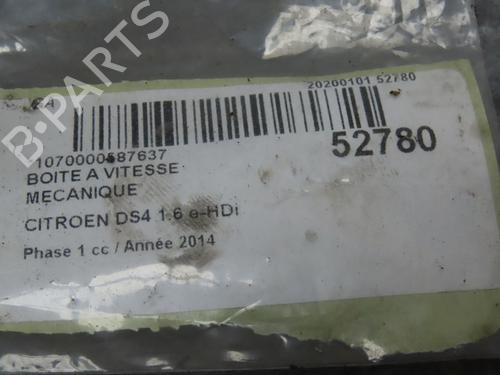 20200101 52780
1070000587637
52780
BOITE A VITESSE
MECANIQUE
CITROEN DS4 1.6 e-HDi
Phase 1 cc / Année 2014
B-PARTS